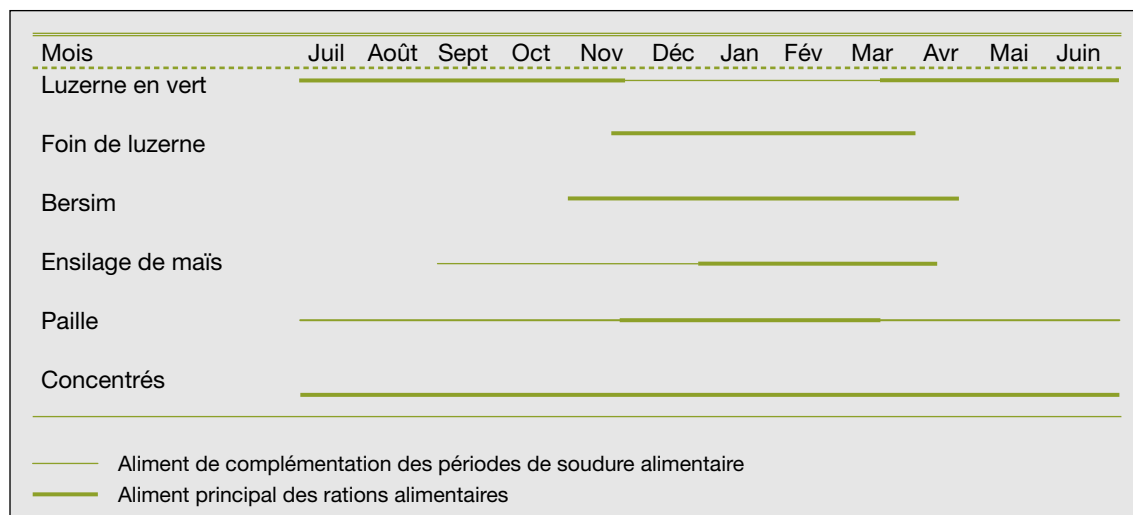 Mois Juil Août Sept Oct Nov Déc Jan Fév Mar Avr Mai Juin
Luzerne en vert
Foin de luzerne
Bersim
Ensilage de maïs
Paille
Concentrés
Aliment de complémentation des périodes de soudure alimentaire
Aliment principal des rations alimentaires